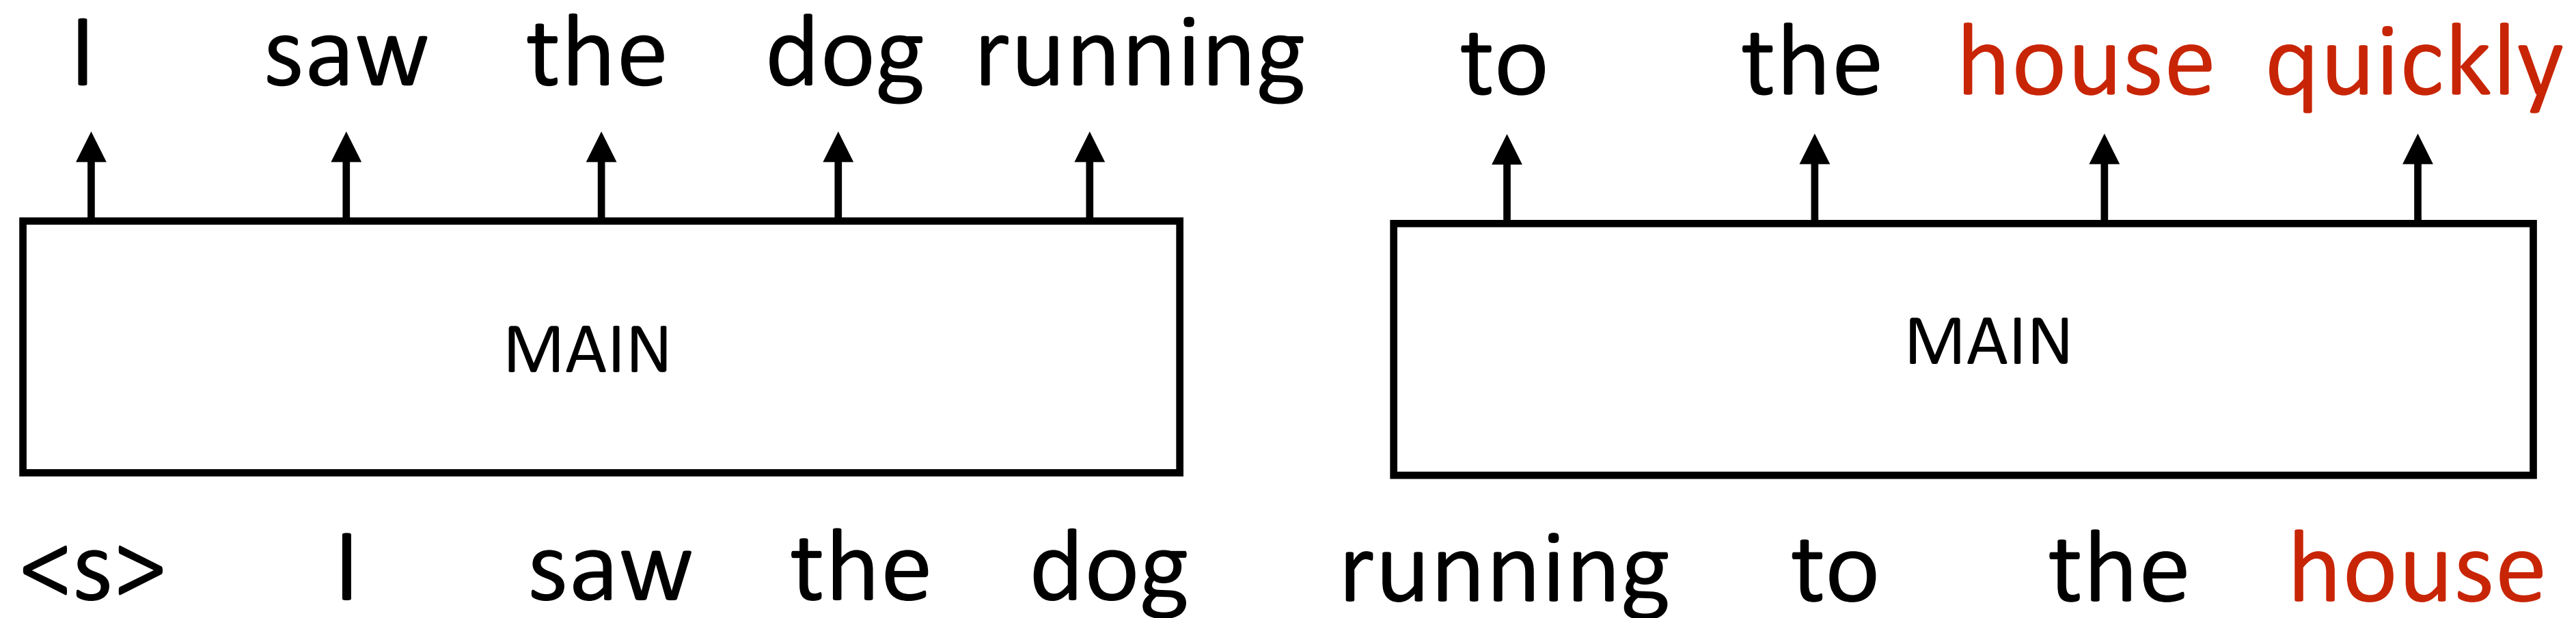 I saw the dog running to the house quickly
MAIN MAIN
<s> I saw the dog running to the house